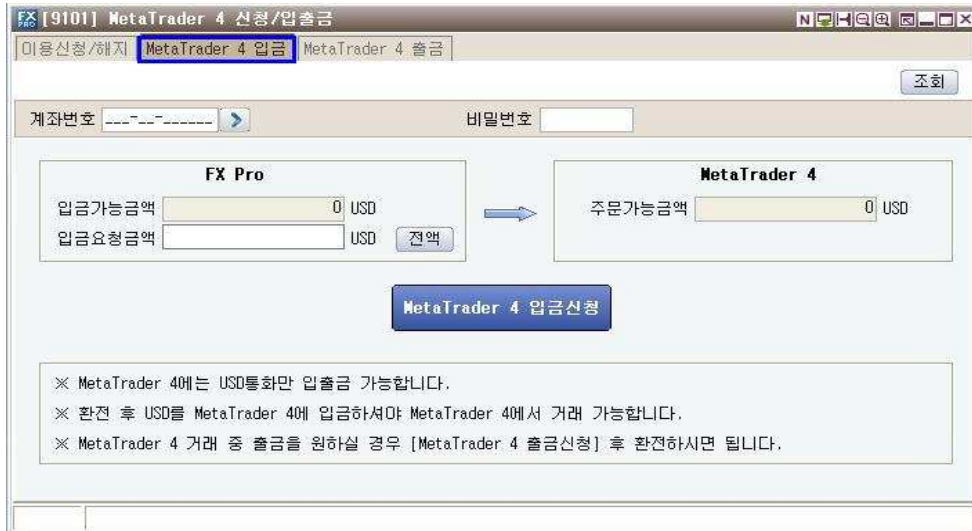 FX PRO [9101] MetaTrader 4 신청/입출금 N
이용신청/해지 MetaTrader 4 입금 MetaTrader 4 출금
조회
계좌번호 ___-__-______ 비밀번호
FX Pro
입금가능금액 0 USD
입금요청금액 USD 전액
MetaTrader 4
주문가능금액 0 USD
MetaTrader 4 입금신청
※ MetaTrader 4에는 USD통화만 입출금 가능합니다.
※ 환전 후 USD를 MetaTrader 4에 입금하셔야 MetaTrader 4에서 거래 가능합니다.
※ MetaTrader 4 거래 중 출금을 원하실 경우 [MetaTrader 4 출금신청] 후 환전하시면 됩니다.